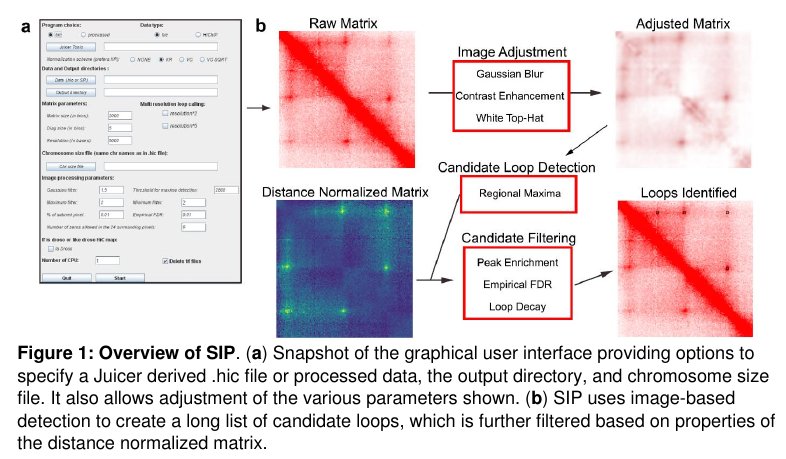 a
Program choice:
Data type:
hic
processed
hic
HiChIP
Juicer Tools
Normalization scheme (prefers KR):
NONE
KR
VC
VC-SQRT
Data and Output directories :
Data (.hic or SIP)
Output directory
Matrix parameters:
Multi resolution loop calling:
Matrix size (in bins):
2000
resolution*2
Diag size (in bins):
resolution*5
Resolution (in bases):
5000
Chromosome size file (same chr names as in .hic file):
Chr size file
Image processing parameters:
Gaussian filter:
1.5
Threshold for maxima detection:
2800
Maximum filter:
2
Minimum filter:
2
% of satured pixel:
0.01
Empirical FDR:
0.01
Number of zeros allowed in the 24 surrounding pixels:
6
It is droso or like droso HiC map:
is Droso
Number of CPU:
1
Delete tif files
Quit
Start
b
Raw Matrix
Adjusted Matrix
Image Adjustment
Gaussian Blur
Contrast Enhancement
White Top-Hat
Candidate Loop Detection
Regional Maxima
Distance Normalized Matrix
Loops Identified
Candidate Filtering
Peak Enrichment
Empirical FDR
Loop Decay
Figure 1: Overview of SIP. (a) Snapshot of the graphical user interface providing options to
specify a Juicer derived .hic file or processed data, the output directory, and chromosome size
file. It also allows adjustment of the various parameters shown. (b) SIP uses image-based
detection to create a long list of candidate loops, which is further filtered based on properties of
the distance normalized matrix.